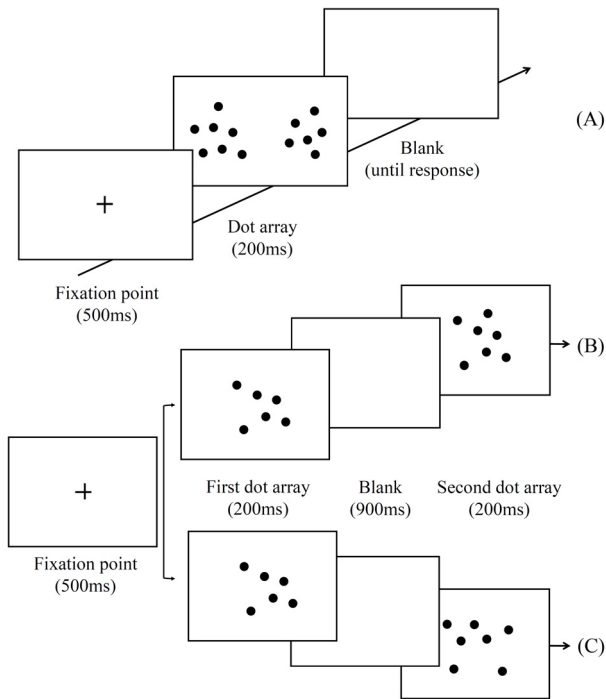 (A)
Blank
(until response)
Dot array
(200ms)
Fixation point
(500ms)
(B)
First dot array
(200ms)
Blank
(900ms)
Second dot array
(200ms)
Fixation point
(500ms)
(C)